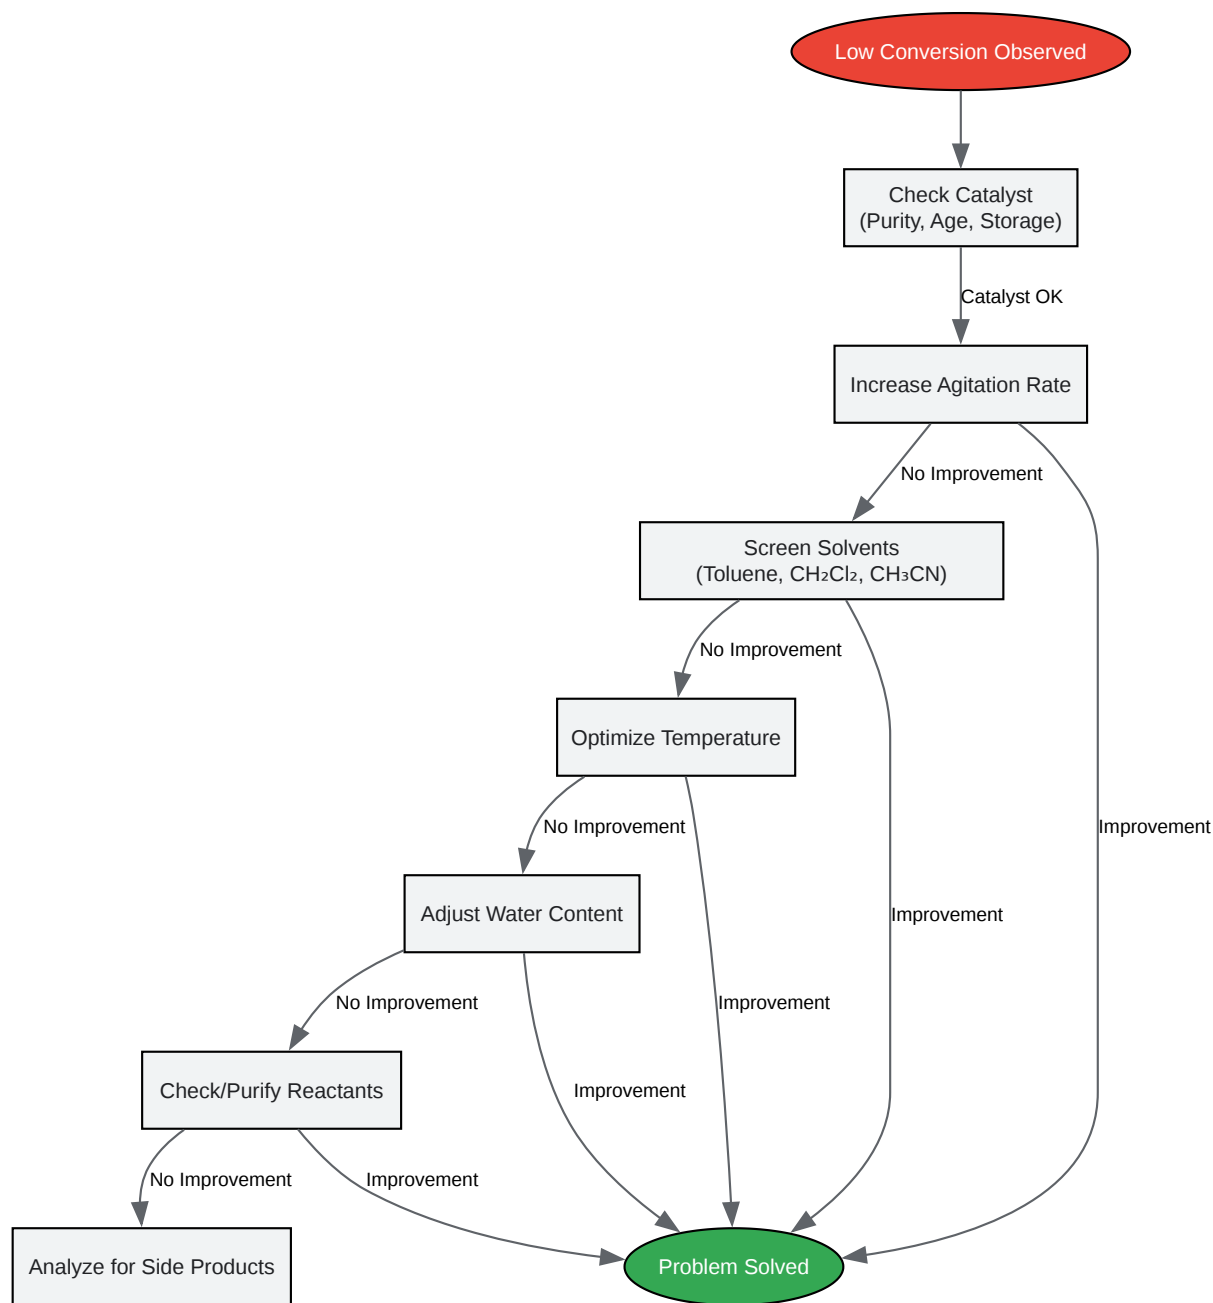 Low Conversion Observed
Check Catalyst
(Purity, Age, Storage)
Catalyst OK
Increase Agitation Rate
No Improvement
Screen Solvents
(Toluene, CH₂Cl₂, CH₃CN)
No Improvement
Optimize Temperature
No Improvement
Improvement
Adjust Water Content
Improvement
No Improvement
Improvement
Check/Purify Reactants
Improvement
No Improvement
Improvement
Analyze for Side Products
Problem Solved